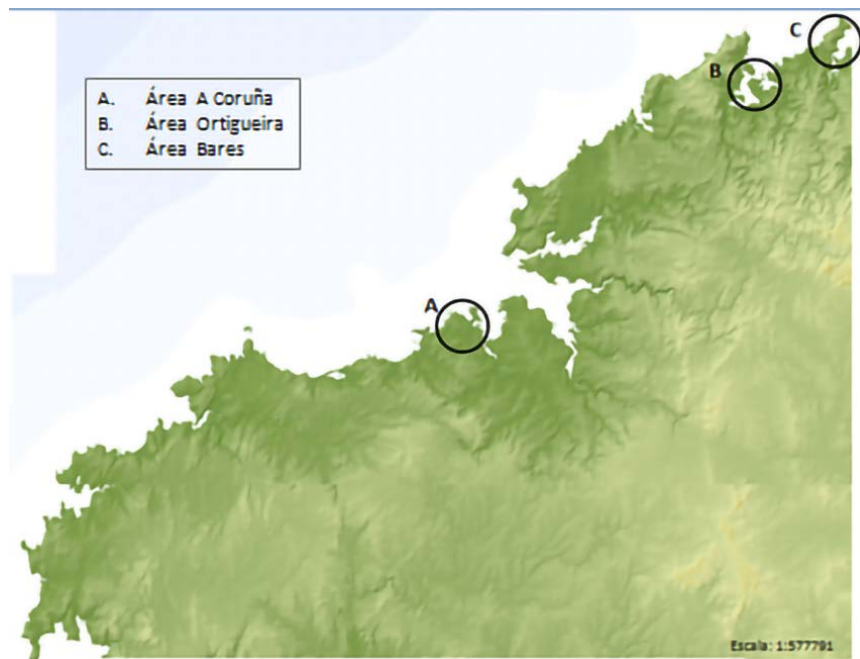 A. Área A Coruña
B. Área Ortigueira
C. Área Bares
C
B
A
Escala: 1:577791